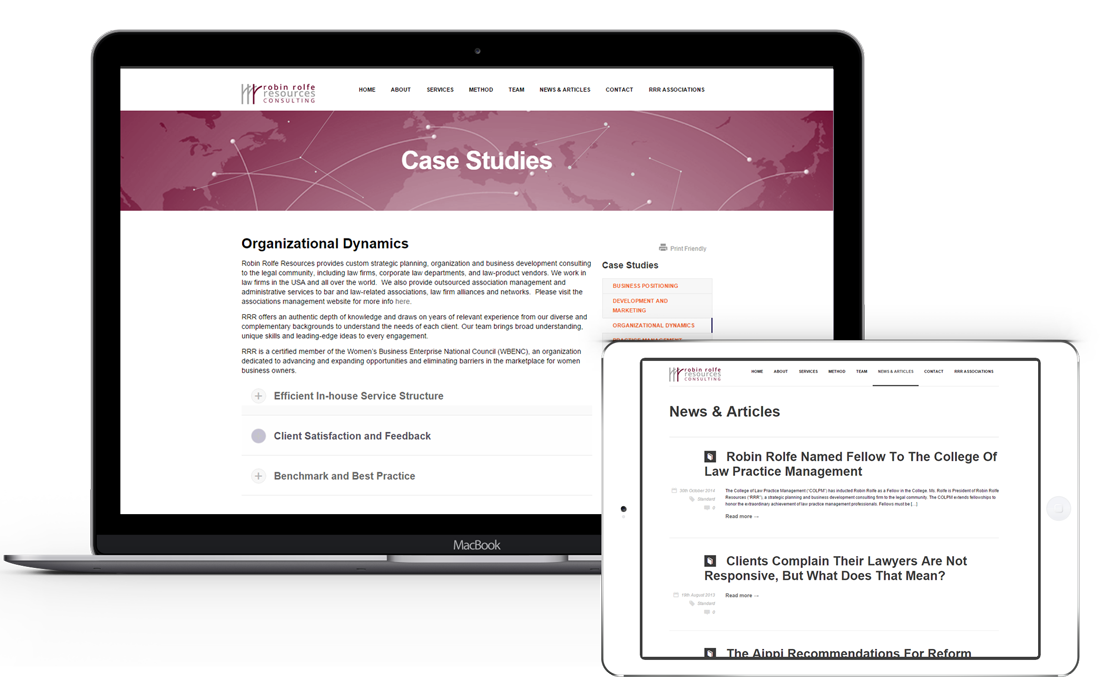 robin rolfe
resources
CONSULTING
HOME ABOUT SERVICES METHOD TEAM NEWS & ARTICLES CONTACT RRR ASSOCIATIONS
Case Studies
Organizational Dynamics
Robin Rolfe Resources provides custom strategic planning, organization and business development consulting
to the legal community, including law firms, corporate law departments, and law-product vendors. We work in
law firms in the USA and all over the world. We also provide outsourced association management and
administrative services to bar and law-related associations, law firm alliances and networks. Please visit the
associations management website for more info here.
RRR offers an authentic depth of knowledge and draws on years of relevant experience from our diverse and
complementary backgrounds to understand the needs of each client. Our team brings broad understanding,
unique skills and leading-edge ideas to every engagement.
RRR is a certified member of the Women's Business Enterprise National Council (WBENC), an organization
dedicated to advancing and expanding opportunities and eliminating barriers in the marketplace for women
business owners.
Efficient In-house Service Structure
Client Satisfaction and Feedback
Benchmark and Best Practice
Print Friendly
Case Studies
BUSINESS POSITIONING
DEVELOPMENT AND
MARKETING
ORGANIZATIONAL DYNAMICS
MacBook
robin rolfe
resources
CONSULTING
HOME ABOUT SERVICES METHOD TEAM NEWS & ARTICLES CONTACT RRR ASSOCIATIONS
News & Articles
Robin Rolfe Named Fellow To The College Of
Law Practice Management
October 2014
Standard
The College of Law Practice Management ("COLPM") has inducted Robin Rolfe as a Fellow in the College. Ms. Rolfe is President of Robin Rolfe
Resources ("RRR"), a strategic planning and business development consulting firm to the legal community. The COLPM extends fellowships to
honor the extraordinary achievement of law practice management professionals. Fellows must be [...]
Read more →
Clients Complain Their Lawyers Are Not
Responsive, But What Does That Mean?
August 2013
Standard
Read more →
The Aippi Recommendations For Reform